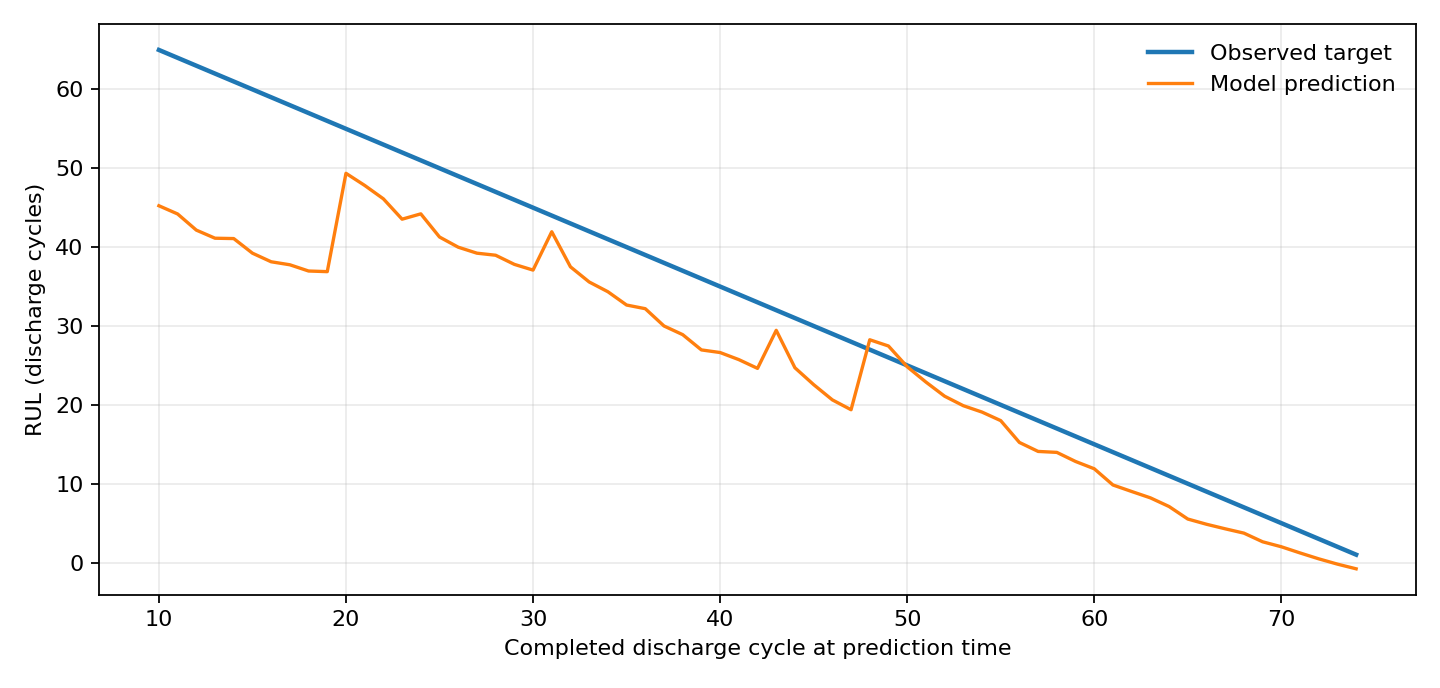 Observed target
Model prediction
RUL (discharge cycles)
60
50
40
30
20
10
0
10 20 30 40 50 60 70
Completed discharge cycle at prediction time